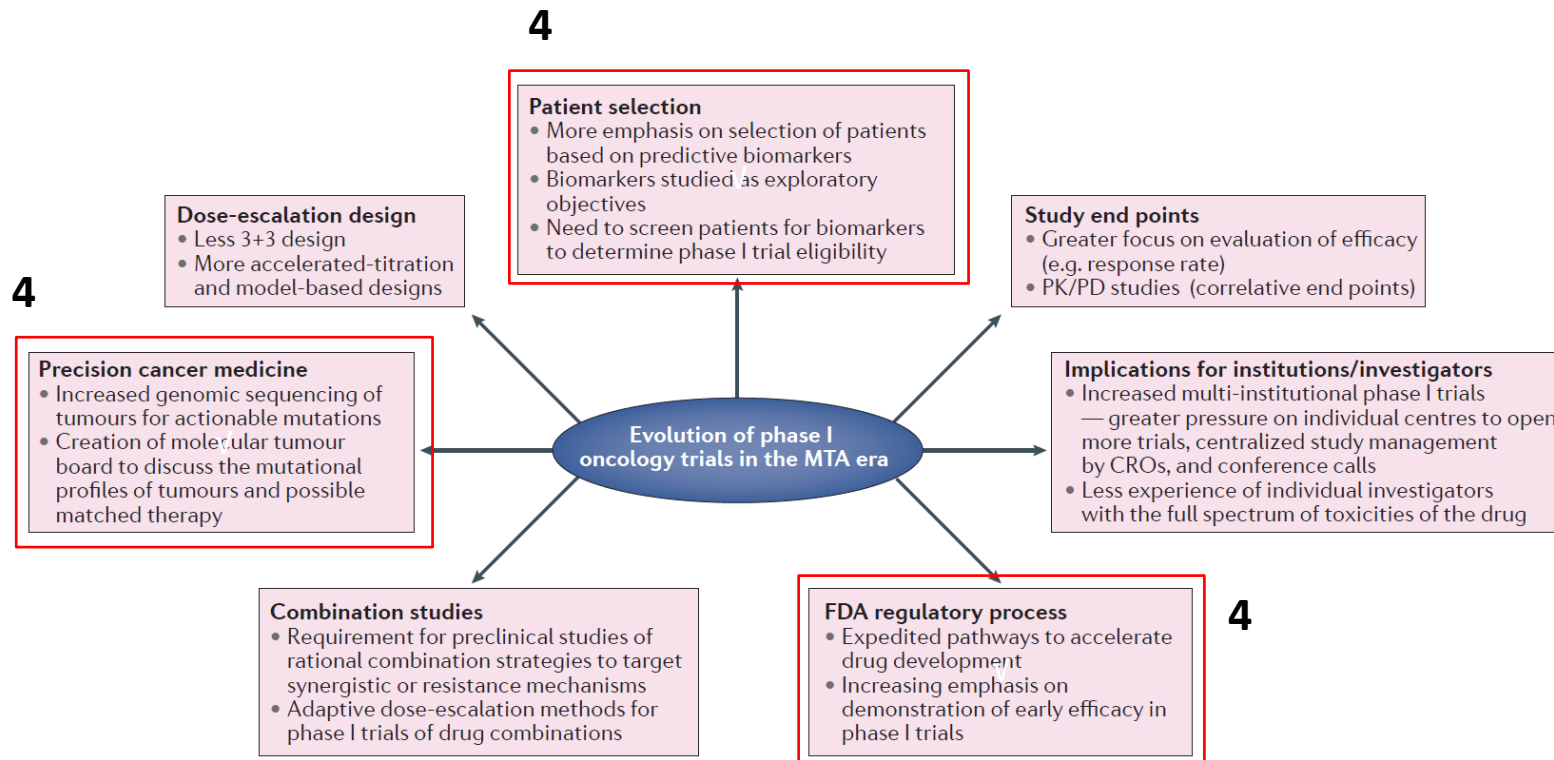 4
Patient selection
• More emphasis on selection of patients
based on predictive biomarkers
• Biomarkers studied as exploratory
objectives
• Need to screen patients for biomarkers
to determine phase I trial eligibility
Dose-escalation design
• Less 3+3 design
• More accelerated-titration
and model-based designs
Study end points
• Greater focus on evaluation of efficacy
(e.g. response rate)
• PK/PD studies (correlative end points)
4
Precision cancer medicine
• Increased genomic sequencing of
tumours for actionable mutations
• Creation of molecular tumour
board to discuss the mutational
profiles of tumours and possible
matched therapy
Evolution of phase I
oncology trials in the MTA era
Implications for institutions/investigators
• Increased multi-institutional phase I trials
— greater pressure on individual centres to open
more trials, centralized study management
by CROs, and conference calls
• Less experience of individual investigators
with the full spectrum of toxicities of the drug
Combination studies
• Requirement for preclinical studies of
rational combination strategies to target
synergistic or resistance mechanisms
• Adaptive dose-escalation methods for
phase I trials of drug combinations
FDA regulatory process
• Expedited pathways to accelerate
drug development
• Increasing emphasis on
demonstration of early efficacy in
phase I trials
4